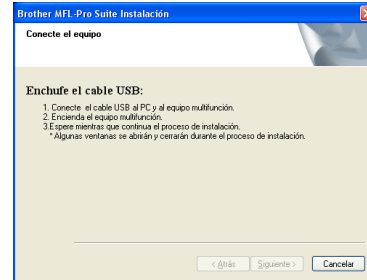 Brother MFL-Pro Suite Instalación
Conecte el equipo
Enchufe el cable USB:
1. Conecte el cable USB al PC y al equipo multifunción.
2. Encienda el equipo multifunción.
3.Espere mientras que continua el proceso de instalación.
* Algunas ventanas se abrirán y cerrarán durante el proceso de instalación.
< Atrás
Siguiente >
Cancelar